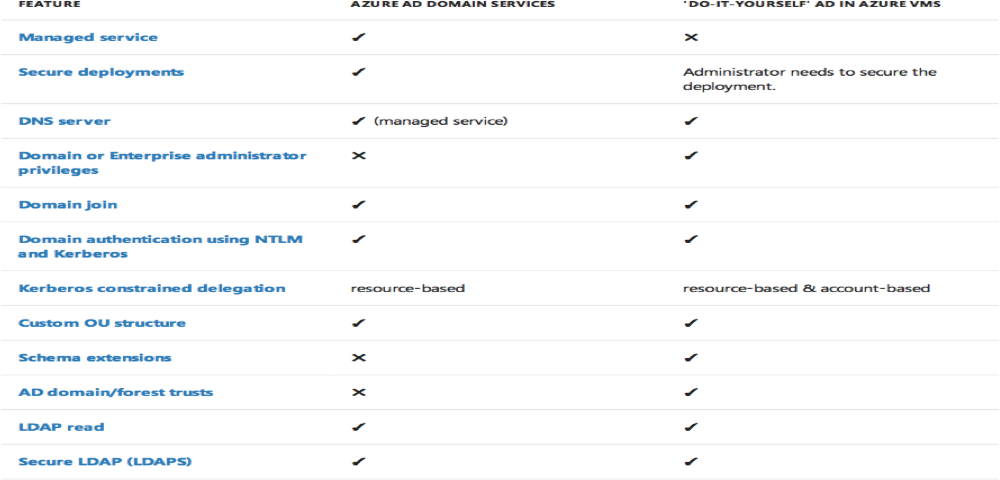 FEATURE AZURE AD DOMAIN SERVICES 'DO-IT-YOURSELF' AD IN AZURE VMS
Managed service ✔ ✕
Secure deployments ✔ Administrator needs to secure the
deployment.
DNS server ✔ (managed service) ✔
Domain or Enterprise administrator ✕ ✔
privileges
Domain join ✔ ✔
Domain authentication using NTLM ✔ ✔
and Kerberos
Kerberos constrained delegation resource-based resource-based & account-based
Custom OU structure ✔ ✔
Schema extensions ✕ ✔
AD domain/forest trusts ✕ ✔
LDAP read ✔ ✔
Secure LDAP (LDAPS) ✔ ✔